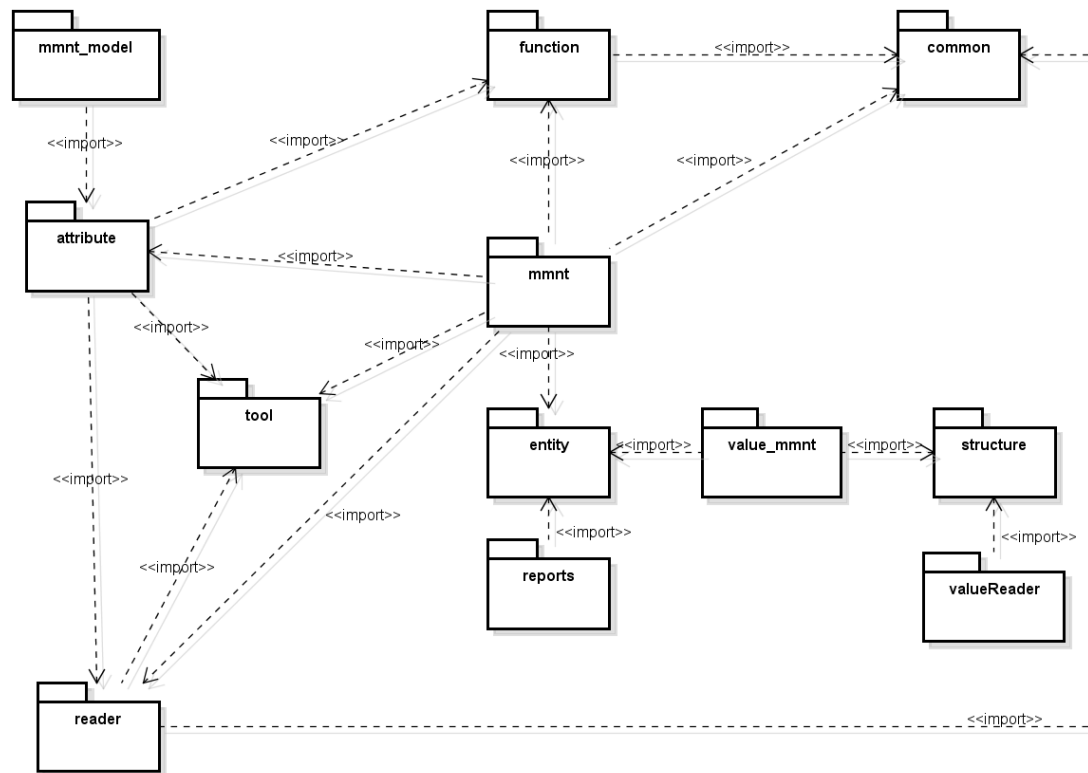 mmnt_model
function
<<import>>
common
<<import>>
<<import>>
<<import>>
<<import>>
attribute
<<import>>
mmnt
<<import>>
<<import>>
<<import>>
tool
entity
<<import>>
value_mmnt
<<import>>
structure
<<import>>
<<import>>
<<import>>
<<import>>
<<import>>
reports
valueReader
reader
<<import>>